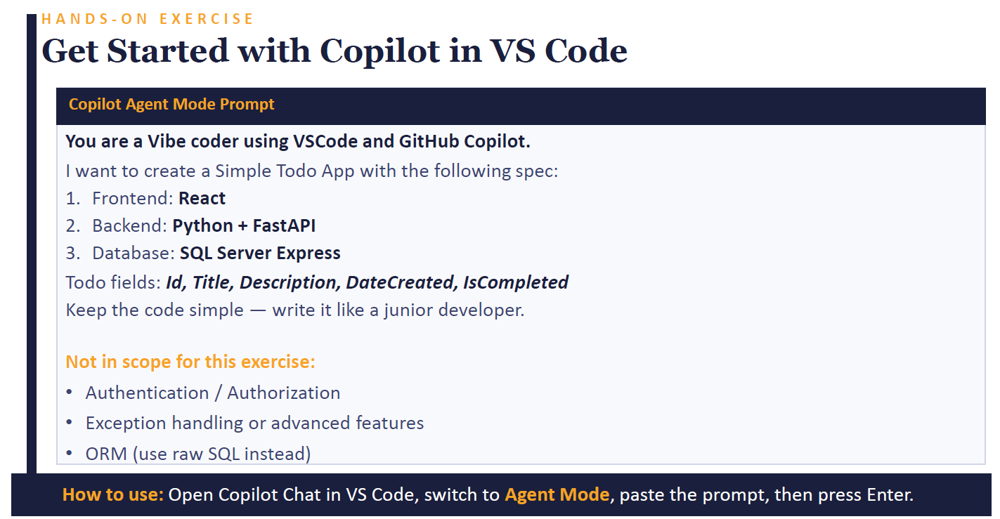 HANDS-ON EXERCISE
Get Started with Copilot in VS Code
Copilot Agent Mode Prompt
You are a Vibe coder using VSCode and GitHub Copilot.
I want to create a Simple Todo App with the following spec:
1. Frontend: React
2. Backend: Python + FastAPI
3. Database: SQL Server Express
Todo fields: Id, Title, Description, DateCreated, IsCompleted
Keep the code simple — write it like a junior developer.
Not in scope for this exercise:
• Authentication / Authorization
• Exception handling or advanced features
• ORM (use raw SQL instead)
How to use: Open Copilot Chat in VS Code, switch to Agent Mode, paste the prompt, then press Enter.